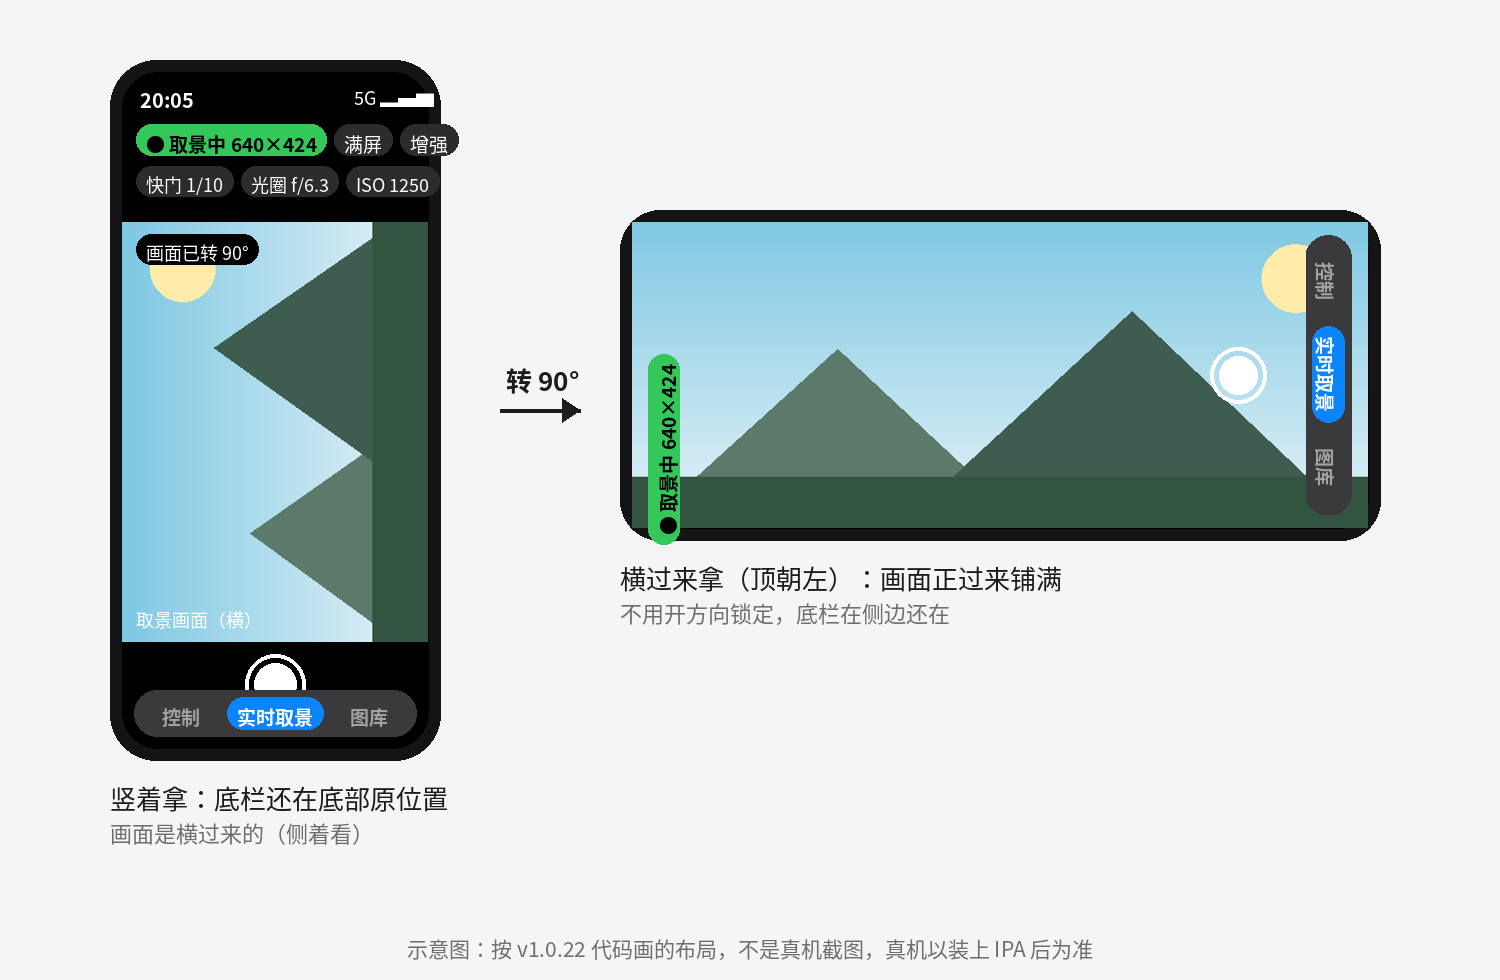 20:05 5G
取景中 640×424 满屏 增强
快门 1/10 光圈 f/6.3 ISO 1250
画面已转 90°
取景画面（横）
控制 实时取景 图库
竖着拿：底栏还在底部原位置
画面是横过来的（侧着看）
转 90°
取景中 640×424
控制
实时取景
图库
横过来拿（顶朝左）：画面正过来铺满
不用开方向锁定，底栏在侧边还在
示意图：按 v1.0.22 代码画的布局，不是真机截图，真机以装上 IPA 后为准